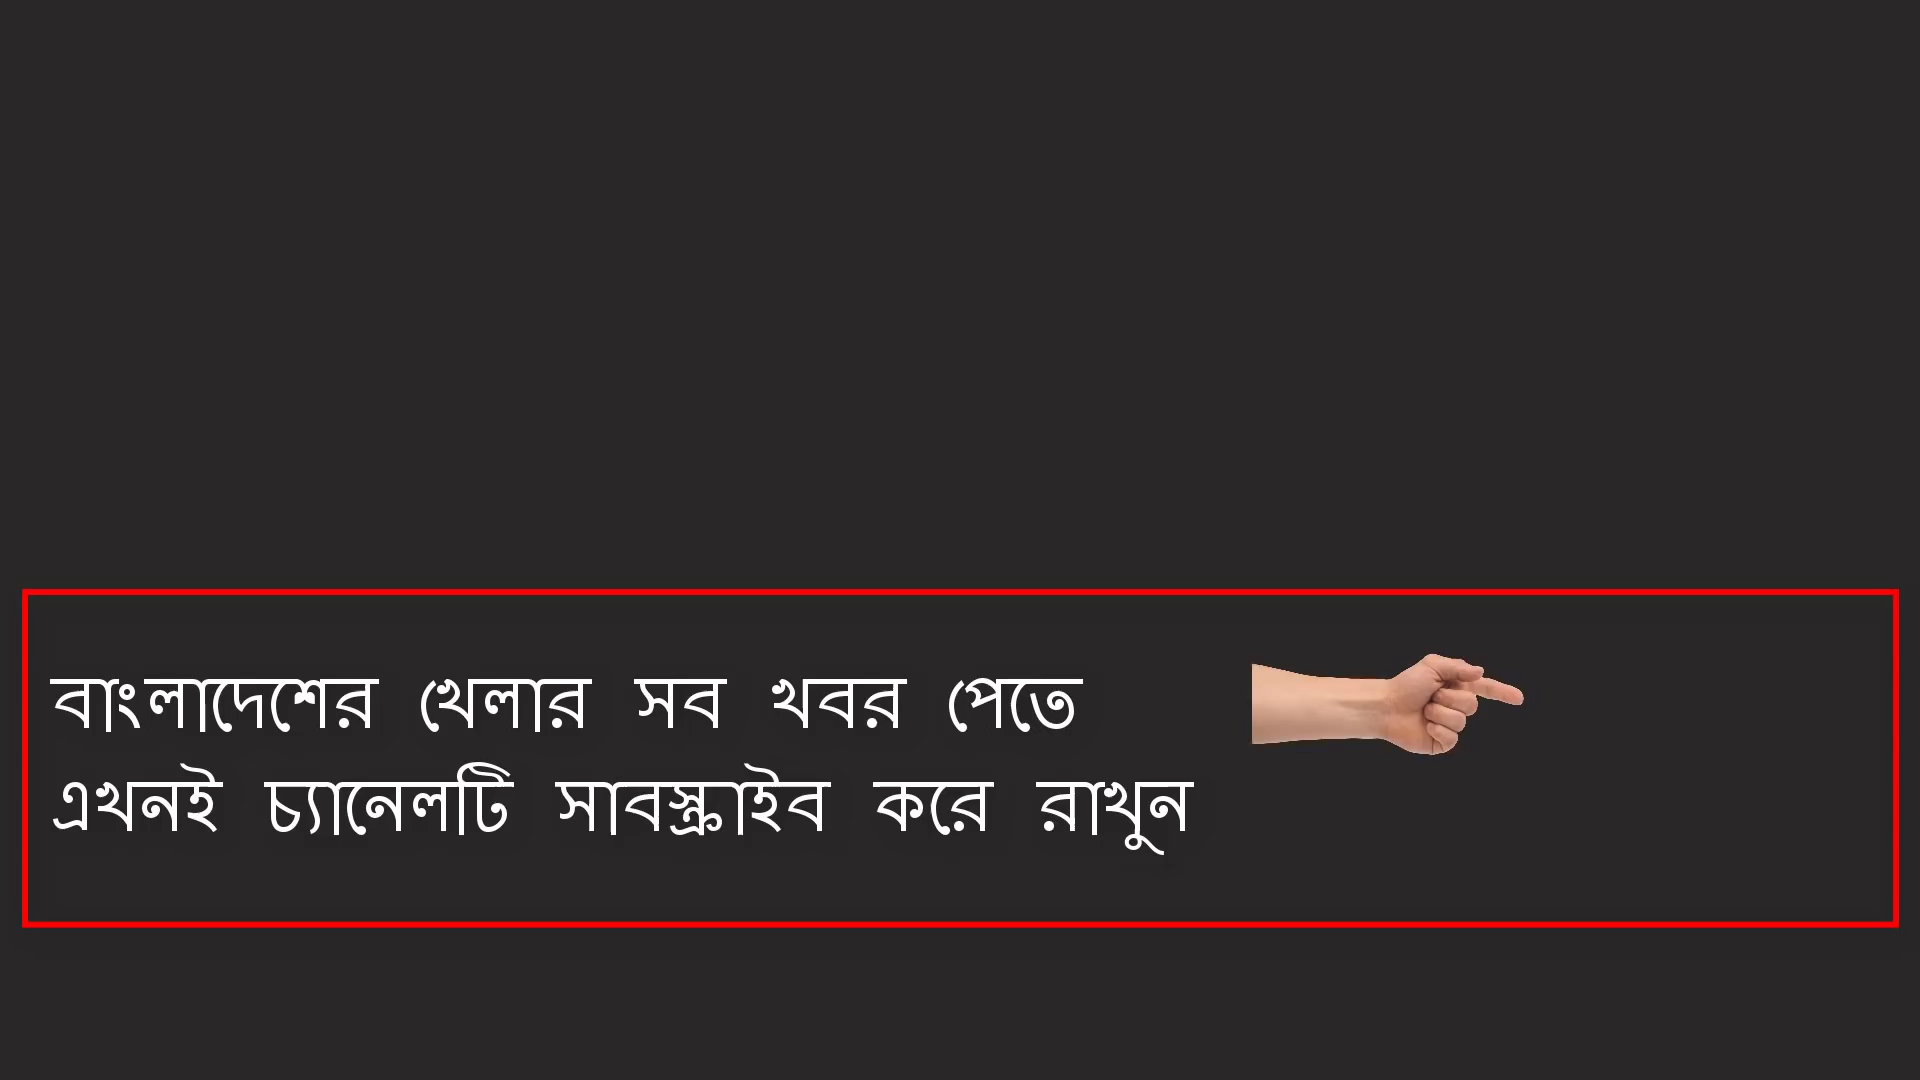 বাংলাদেশের খেলার সব খবর পেতে
এখনই চ্যানেলটি সাবস্ক্রাইব করে রাখুন